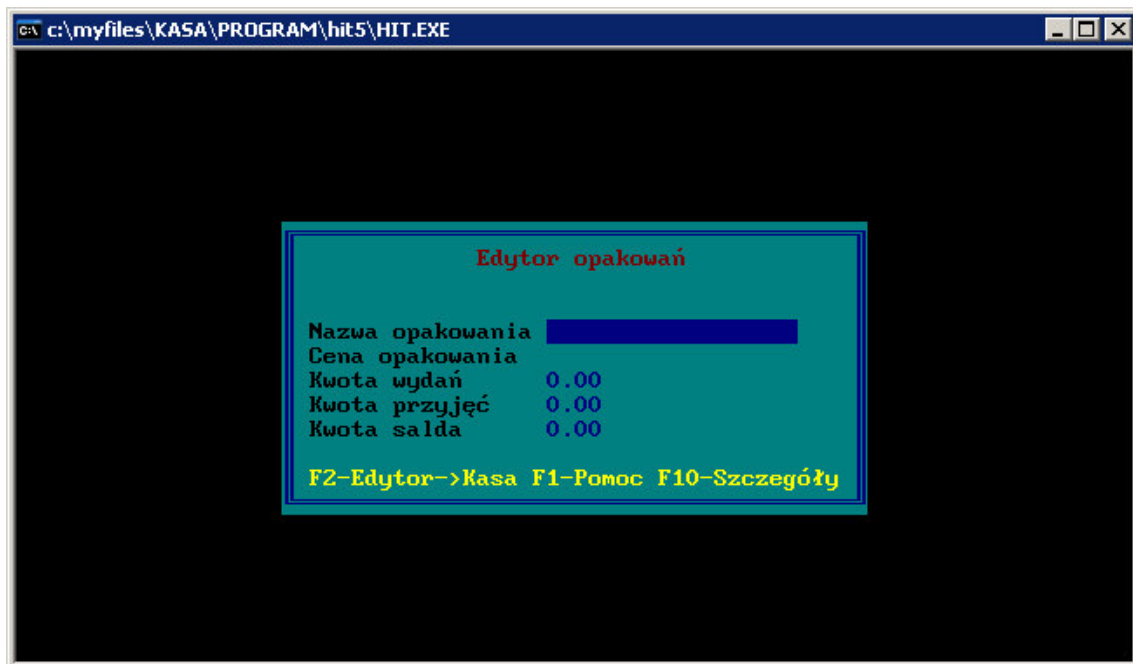 c:\myfiles\KASA\PROGRAM\hit5\HIT.EXE
Edytor opakowań
Nazwa opakowania
Cena opakowania
Kwota wydań 0.00
Kwota przyjęć 0.00
Kwota salda 0.00
F2-Edytor->Kasa F1-Pomoc F10-Szczegóły